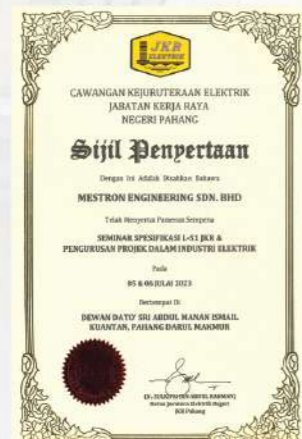 JKR
ELEKTRIK
CAWANGAN KEJURUTERAAN ELEKTRIK
JABATAN KERJA RAYA
NEGERI PAHANG
Sijil Penyertaan
Dengan Ini Adalah Disahkan Bahawa
MESTRON ENGINEERING SDN. BHD
Telah Menyertai Pameran Sempena
SEMINAR SPESIFIKASI L-S1 JKR &
PENGURUSAN PROJEK DALAM INDUSTRI ELEKTRIK
Pada
05 & 06 JULAI 2023
Bertempat Di
DEWAN DATO' SRI ABDUL MANAN ISMAIL
KUANTAN, PAHANG DARUL MAKMUR
JKR Pahang